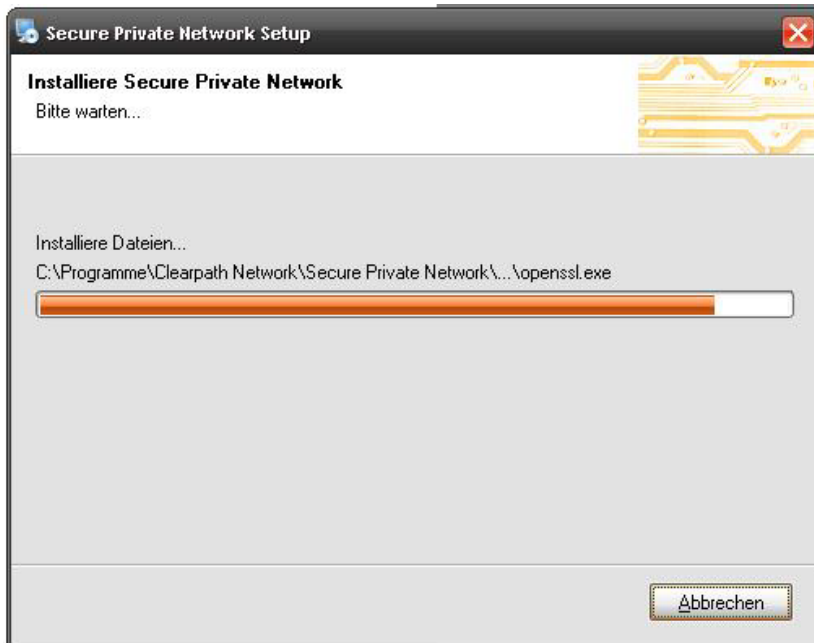 Secure Private Network Setup
Installiere Secure Private Network
Bitte warten...
Installiere Dateien...
C:\Programme\Clearpath Network\Secure Private Network\...\openssl.exe
Abbrechen